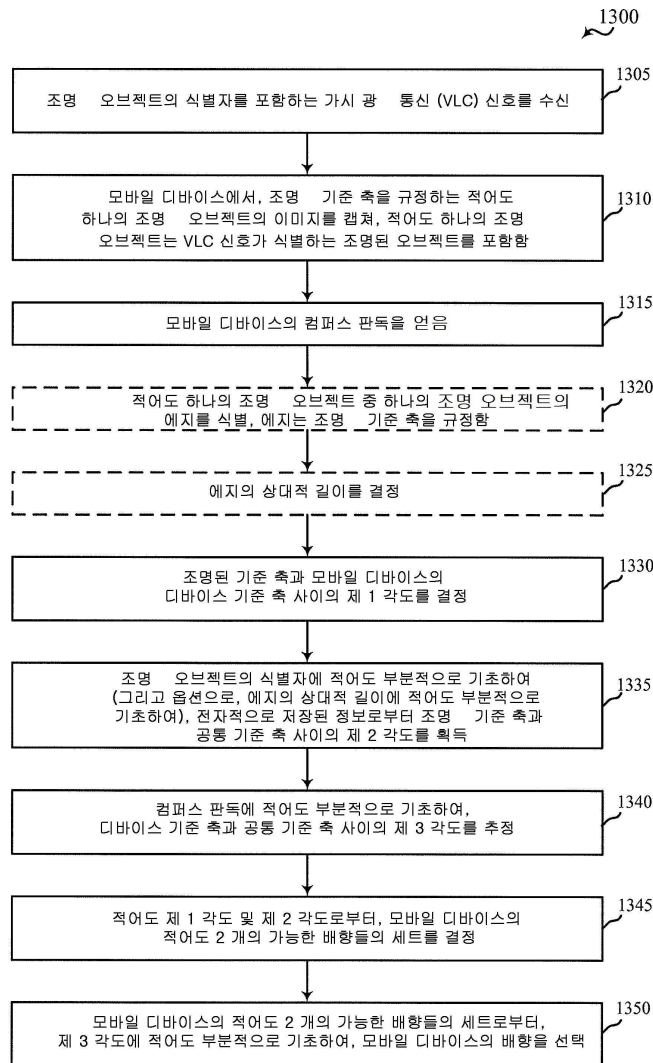 1300
조명 오브젝트의 식별자를 포함하는 가시 광 통신 (VLC) 신호를 수신
1305
모바일 디바이스에서, 조명 기준 축을 규정하는 적어도
하나의 조명 오브젝트의 이미지를 캡쳐, 적어도 하나의 조명
오브젝트는 VLC 신호가 식별하는 조명된 오브젝트를 포함함
1310
모바일 디바이스의 컴퍼스 판독을 얻음
1315
적어도 하나의 조명 오브젝트 중 하나의 조명 오브젝트의
에지를 식별, 에지는 조명 기준 축을 규정함
1320
에지의 상대적 길이를 결정
1325
조명된 기준 축과 모바일 디바이스의
디바이스 기준 축 사이의 제 1 각도를 결정
1330
조명 오브젝트의 식별자에 적어도 부분적으로 기초하여
(그리고 옵션으로, 에지의 상대적 길이에 적어도 부분적으로
기초하여), 전자적으로 저장된 정보로부터 조명 기준 축과
공통 기준 축 사이의 제 2 각도를 획득
1335
컴퍼스 판독에 적어도 부분적으로 기초하여,
디바이스 기준 축과 공통 기준 축 사이의 제 3 각도를 추정
1340
적어도 제 1 각도 및 제 2 각도로부터, 모바일 디바이스의
적어도 2 개의 가능한 배향들의 세트를 결정
1345
모바일 디바이스의 적어도 2 개의 가능한 배향들의 세트로부터,
제 3 각도에 적어도 부분적으로 기초하여, 모바일 디바이스의 배향을 선택
1350